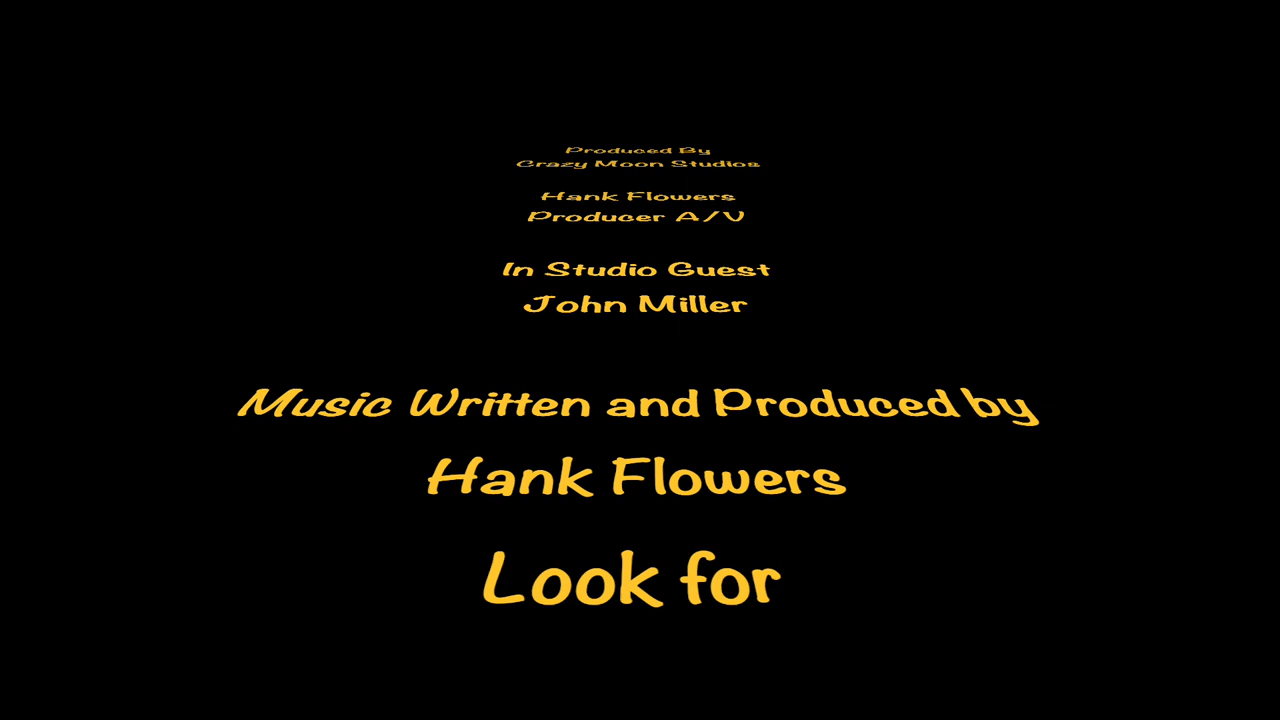 Produced By
Crazy Moon Studios
Hank Flowers
Producer A/V
In Studio Guest
John Miller
Music Written and Produced by
Hank Flowers
Look for